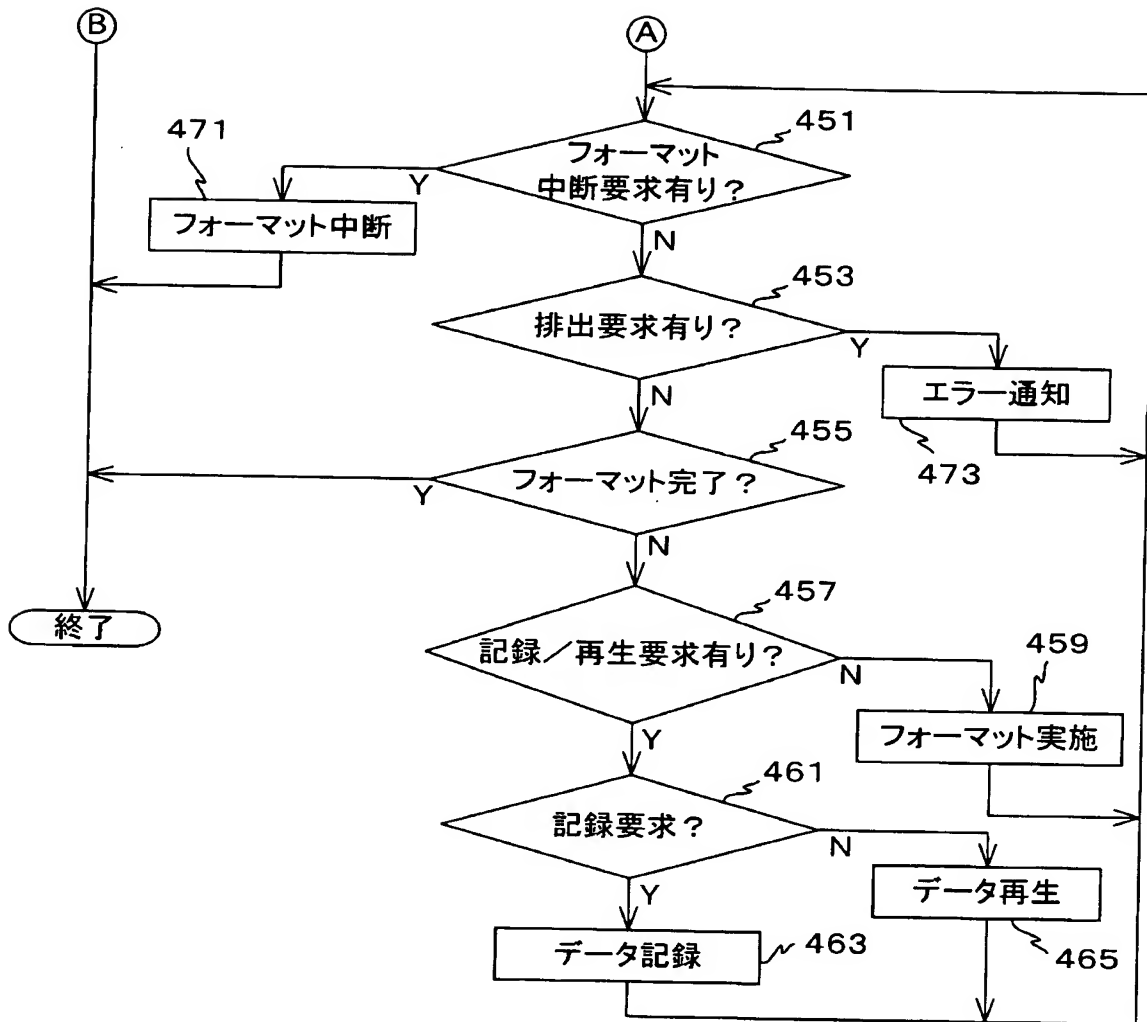 B
A
451
フォーマット
中断要求有り?
Y
N
471
フォーマット中断
453
排出要求有り?
Y
N
エラー通知
473
455
フォーマット完了?
Y
N
457
記録/再生要求有り?
N
Y
459
フォーマット実施
終了
461
記録要求?
N
Y
データ再生
465
データ記録
463